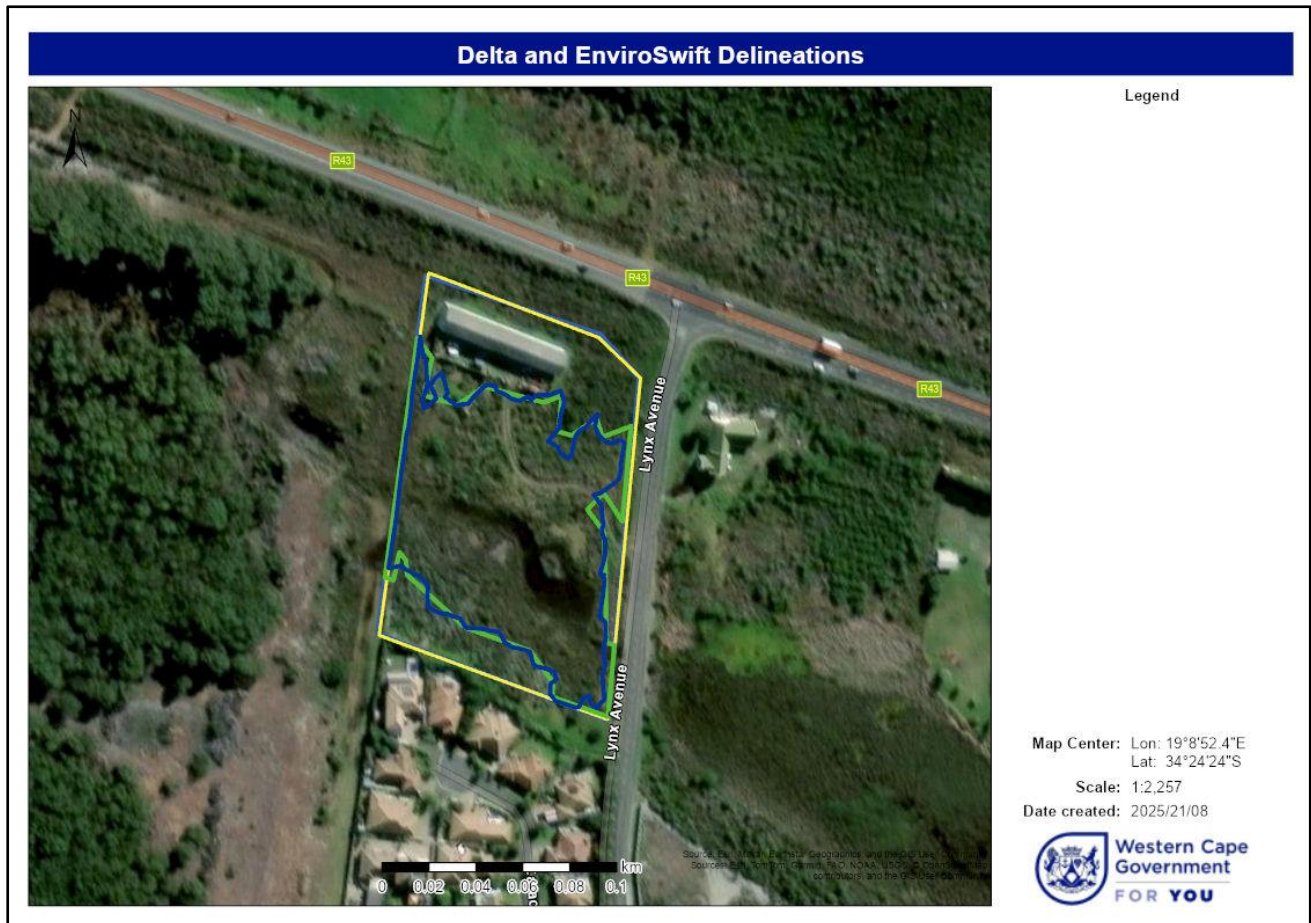 Delta and EnviroSwift Delineations
Legend
N
R43
R43
R43
Lynx Avenue
Lynx Avenue
0 0.02 0.04 0.06 0.08 0.1 km
Map Center: Lon: 19°8'52.4"E
Lat: 34°24'24"S
Scale: 1:2,257
Date created: 2025/21/08
Western Cape
Government
FOR YOU